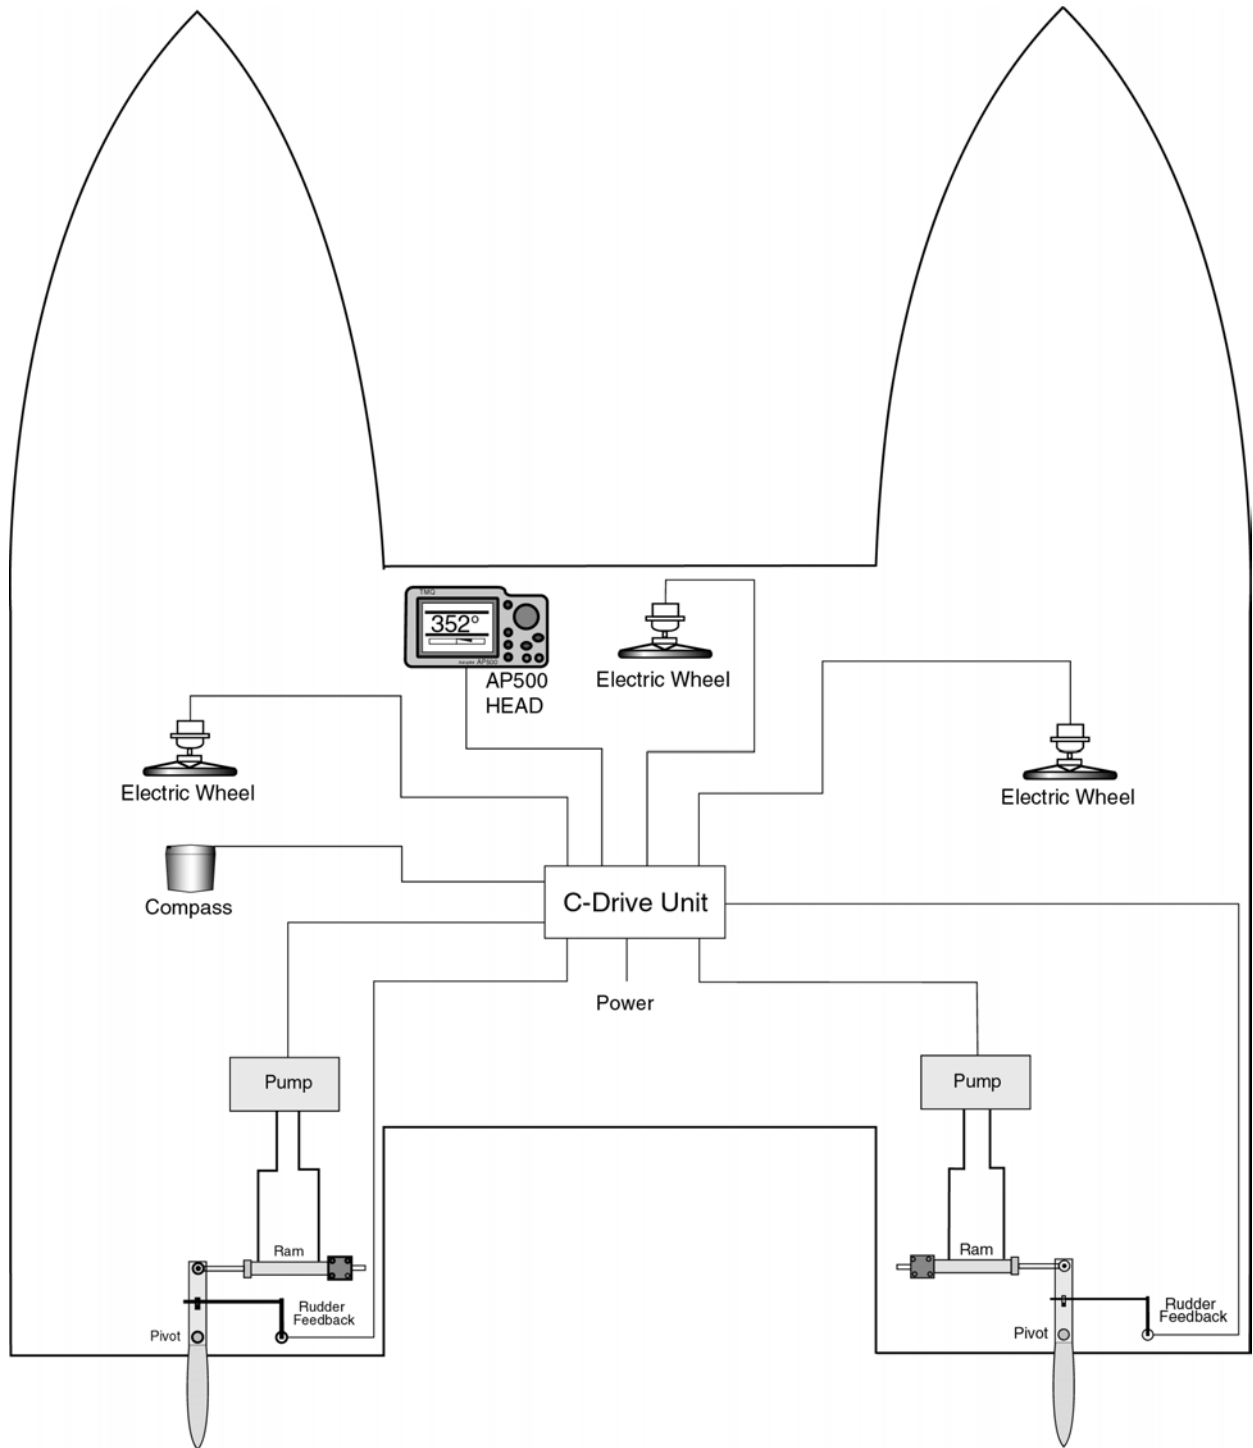 TMQ
352°
AP500
AP500
HEAD
Electric Wheel
Electric Wheel
Electric Wheel
Compass
C-Drive Unit
Power
Pump
Pump
Ram
Ram
Rudder
Feedback
Rudder
Feedback
Pivot
Pivot